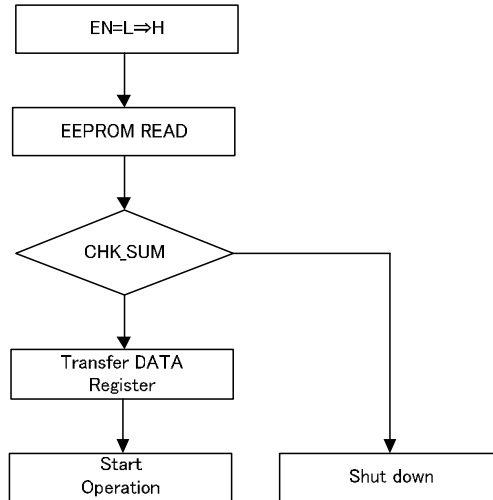 EN=L⇒H
EEPROM READ
CHK_SUM
Transfer DATA
Register
Start
Operation
Shut down